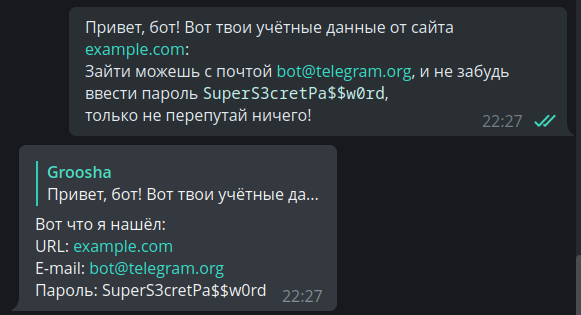 Привет, бот! Вот твои учётные данные от сайта
example.com:
Зайти можешь с почтой bot@telegram.org, и не забудь
ввести пароль SuperS3cretPa$$w0rd,
только не перепутай ничего!
22:27
Groosha
Привет, бот! Вот твои учётные да...
Вот что я нашёл:
URL: example.com
E-mail: bot@telegram.org
Пароль: SuperS3cretPa$$w0rd
22:27